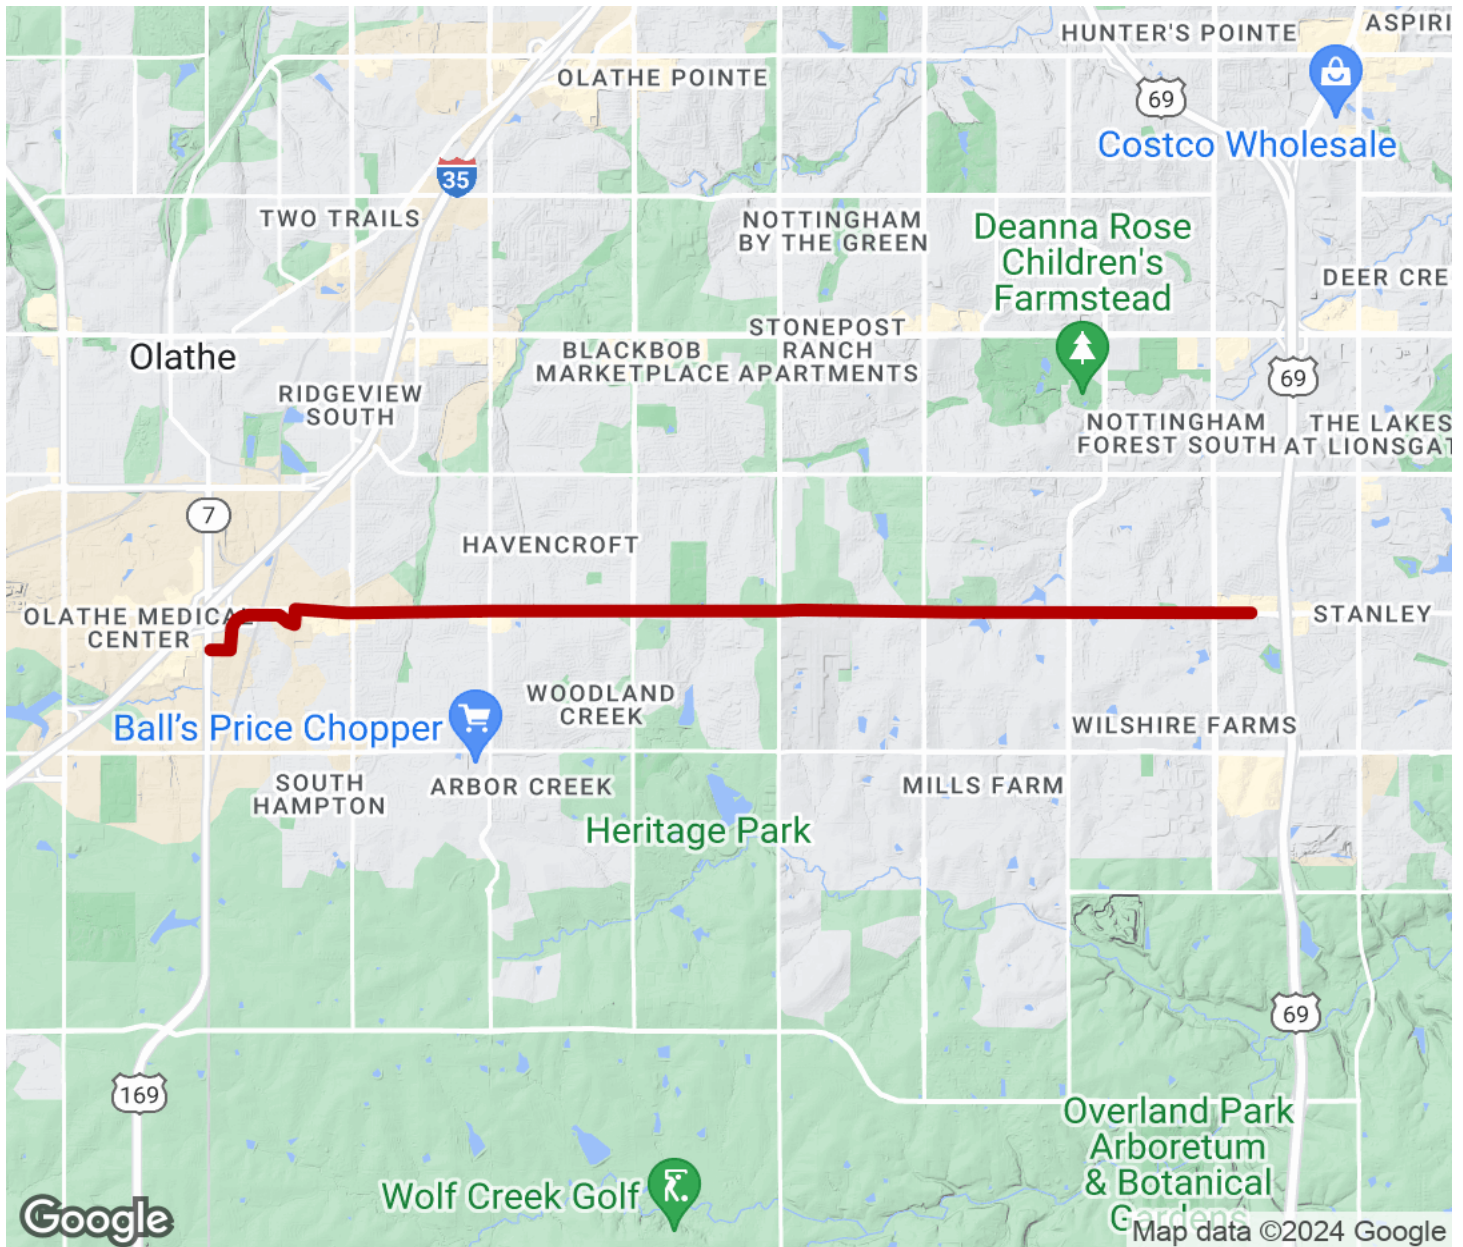 HUNTER'S POINTE
ASPIRI
OLATHE POINTE
69
Costco Wholesale
35
TWO TRAILS
NOTTINGHAM
BY THE GREEN
Deanna Rose
Children's
Farmstead
DEER CRE
Olathe
BLACKBOB
MARKETPLACE
STONEPOST
RANCH
APARTMENTS
69
RIDGEVIEW
SOUTH
NOTTINGHAM
FOREST SOUTH
THE LAKES
AT LIONSGAT
7
HAVENCROFT
OLATHE MEDICAL
CENTER
STANLEY
WOODLAND
CREEK
Ball's Price Chopper
WILSHIRE FARMS
SOUTH
HAMPTON
ARBOR CREEK
MILLS FARM
Heritage Park
69
169
Overland Park
Arboretum
& Botanical
Gardens
Wolf Creek Golf
Google
Map data ©2024 Google